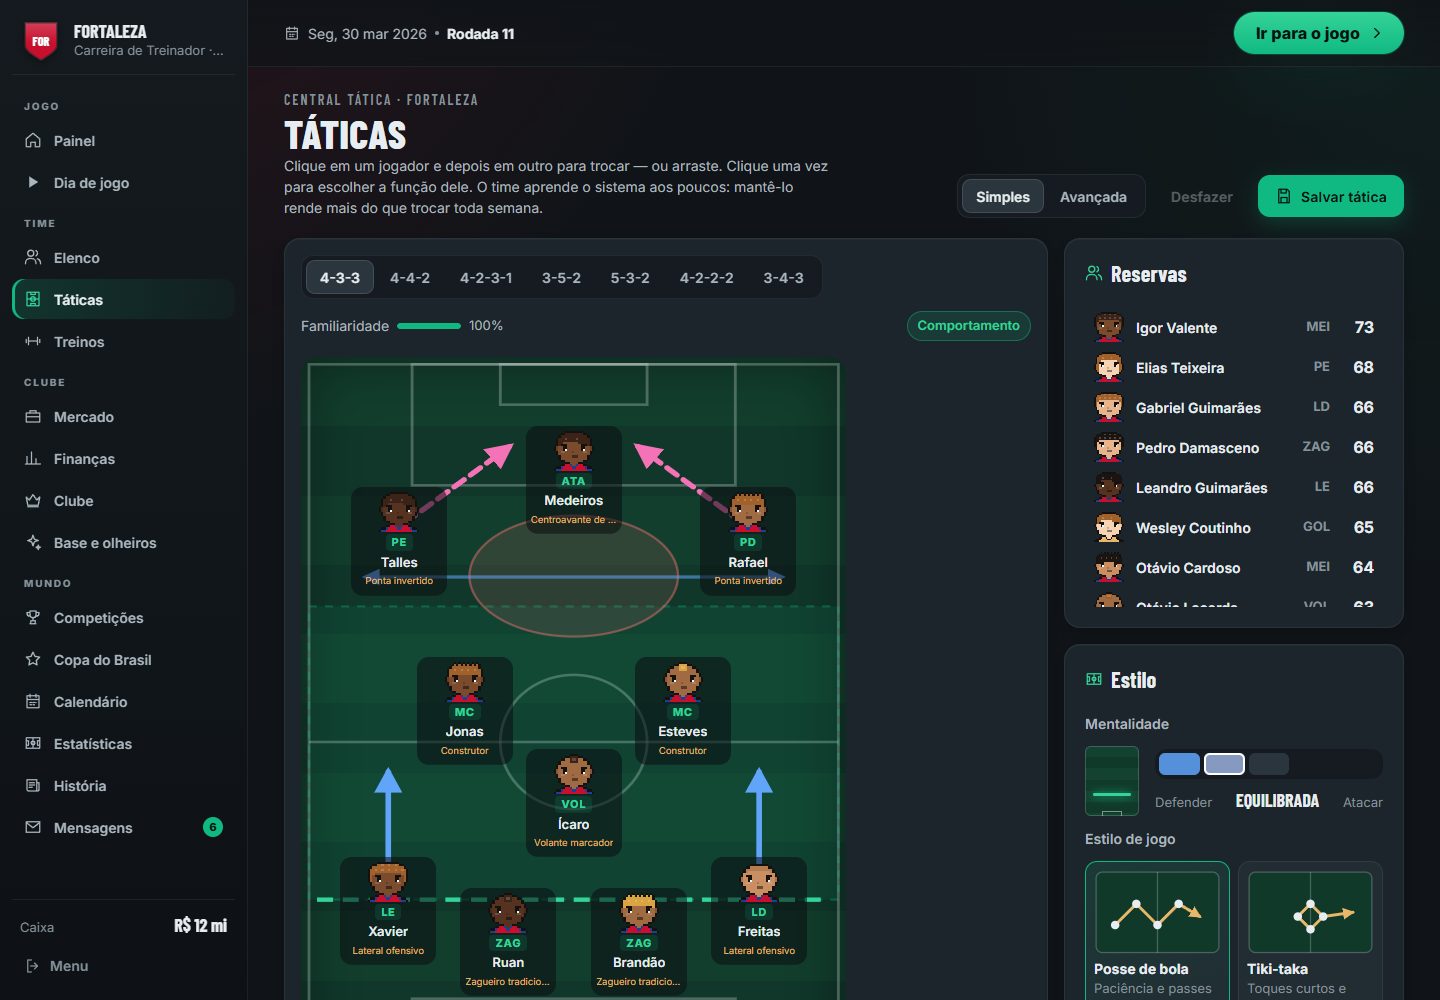 FOR
FORTALEZA
Carreira de Treinador ·...
JOGO
Painel
Dia de jogo
TIME
Elenco
Táticas
Treinos
CLUBE
Mercado
Finanças
Clube
Base e olheiros
MUNDO
Competições
Copa do Brasil
Calendário
Estatísticas
História
Mensagens 6
Caixa R$ 12 mi
Menu
Seg, 30 mar 2026 • Rodada 11
Ir para o jogo
CENTRAL TÁTICA · FORTALEZA
TÁTICAS
Clique em um jogador e depois em outro para trocar — ou arraste. Clique uma vez
para escolher a função dele. O time aprende o sistema aos poucos: mantê-lo
rende mais do que trocar toda semana.
Simples Avançada Desfazer Salvar tática
4-3-3 4-4-2 4-2-3-1 3-5-2 5-3-2 4-2-2-2 3-4-3
Familiaridade 100% Comportamento
ATA
Medeiros
Centroavante de ...
PE
Talles
Ponta invertido
PD
Rafael
Ponta invertido
MC
Jonas
Construtor
MC
Esteves
Construtor
VOL
Ícaro
Volante marcador
LE
Xavier
Lateral ofensivo
ZAG
Ruan
Zagueiro tradicio...
ZAG
Brandão
Zagueiro tradicio...
LD
Freitas
Lateral ofensivo
Reservas
Igor Valente MEI 73
Elias Teixeira PE 68
Gabriel Guimarães LD 66
Pedro Damasceno ZAG 66
Leandro Guimarães LE 66
Wesley Coutinho GOL 65
Otávio Cardoso MEI 64
Estilo
Mentalidade
Defender EQUILIBRADA Atacar
Estilo de jogo
Posse de bola
Paciência e passes
Tiki-taka
Toques curtos e